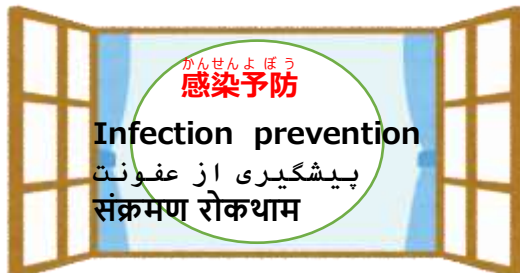 かんせんよぼう
感染予防
Infection prevention
پیشگیری از عفونت
संक्रमण रोकथाम